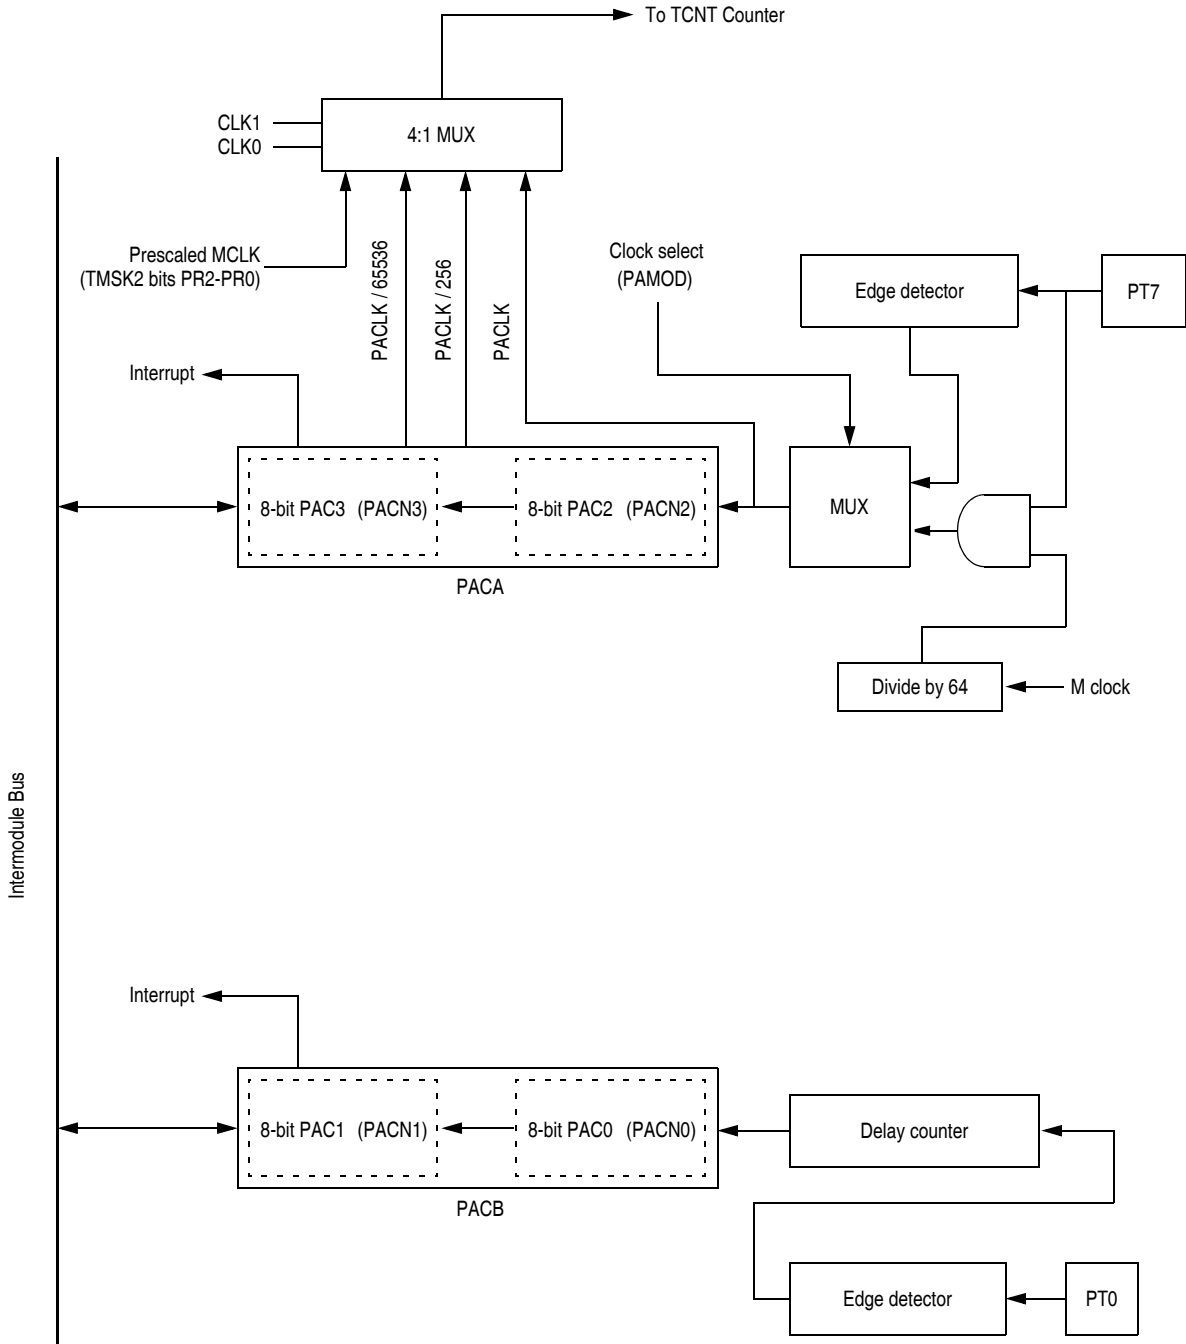 To TCNT Counter
CLK1
CLK0
4:1 MUX
Prescaled MCLK
(TMSK2 bits PR2-PR0)
PACLK / 65536
PACLK / 256
PACLK
Clock select
(PAMOD)
Edge detector
PT7
Interrupt
8-bit PAC3 (PACN3)
8-bit PAC2 (PACN2)
MUX
PACA
Divide by 64
M clock
Intermodule Bus
Interrupt
8-bit PAC1 (PACN1)
8-bit PAC0 (PACN0)
Delay counter
PACB
Edge detector
PT0